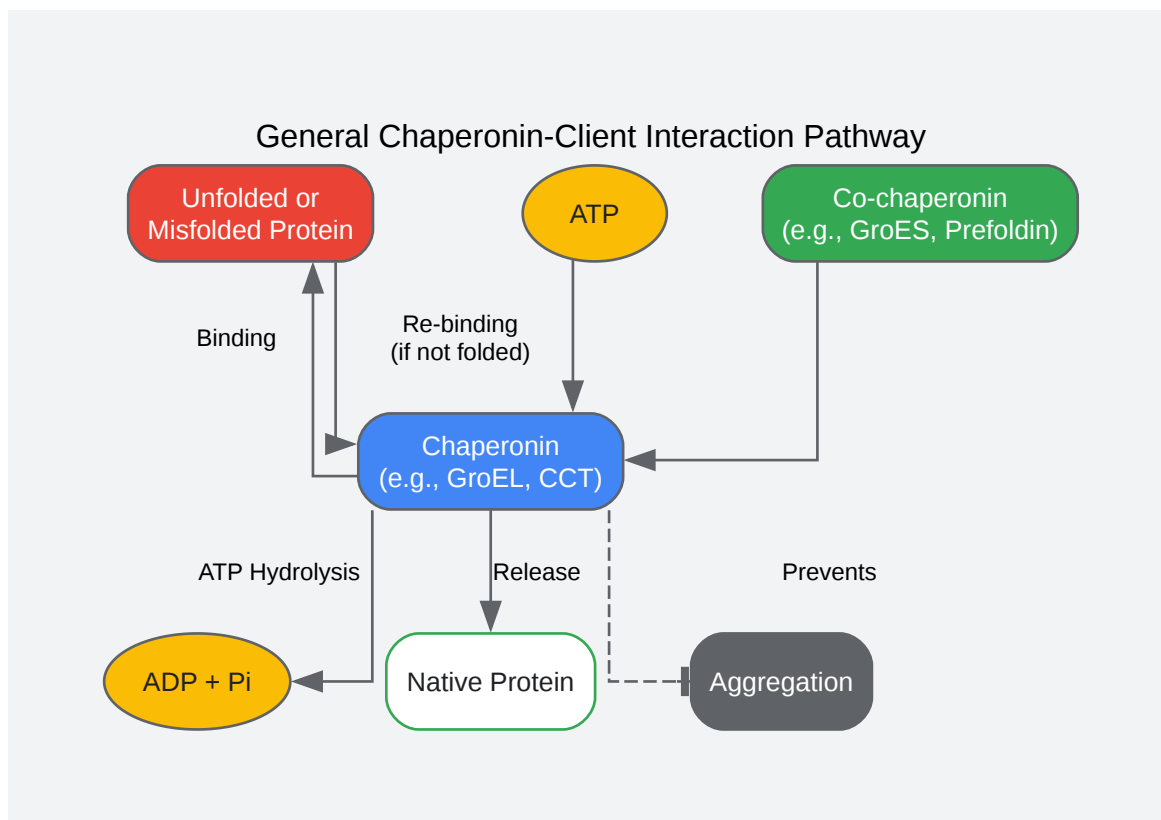 General Chaperonin-Client Interaction Pathway
Unfolded or
Misfolded Protein
ATP
Co-chaperonin
(e.g., GroES, Prefoldin)
Binding
Re-binding
(if not folded)
Chaperonin
(e.g., GroEL, CCT)
ATP Hydrolysis
Release
Prevents
ADP + Pi
Native Protein
Aggregation